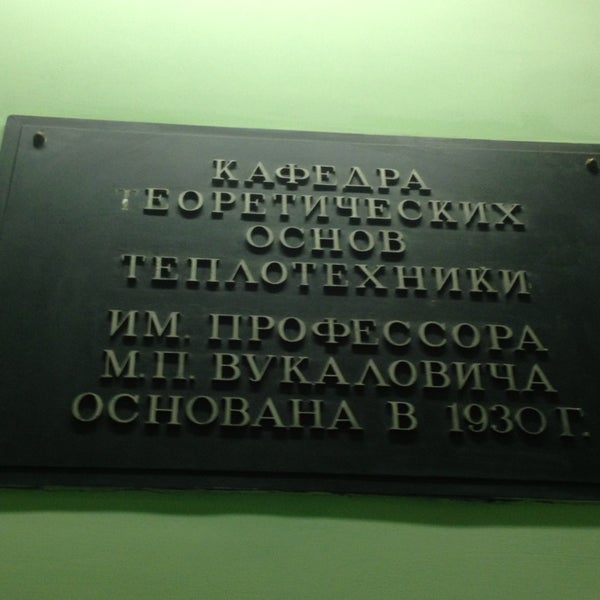 КАФЕДРА
ТЕОРЕТИЧЕСКИХ
ОСНОВ
ТЕПЛОТЕХНИКИ
ИМ. ПРОФЕССОРА
М.П. ВУКАЛОВИЧА
ОСНОВАНА В 1930 Г.